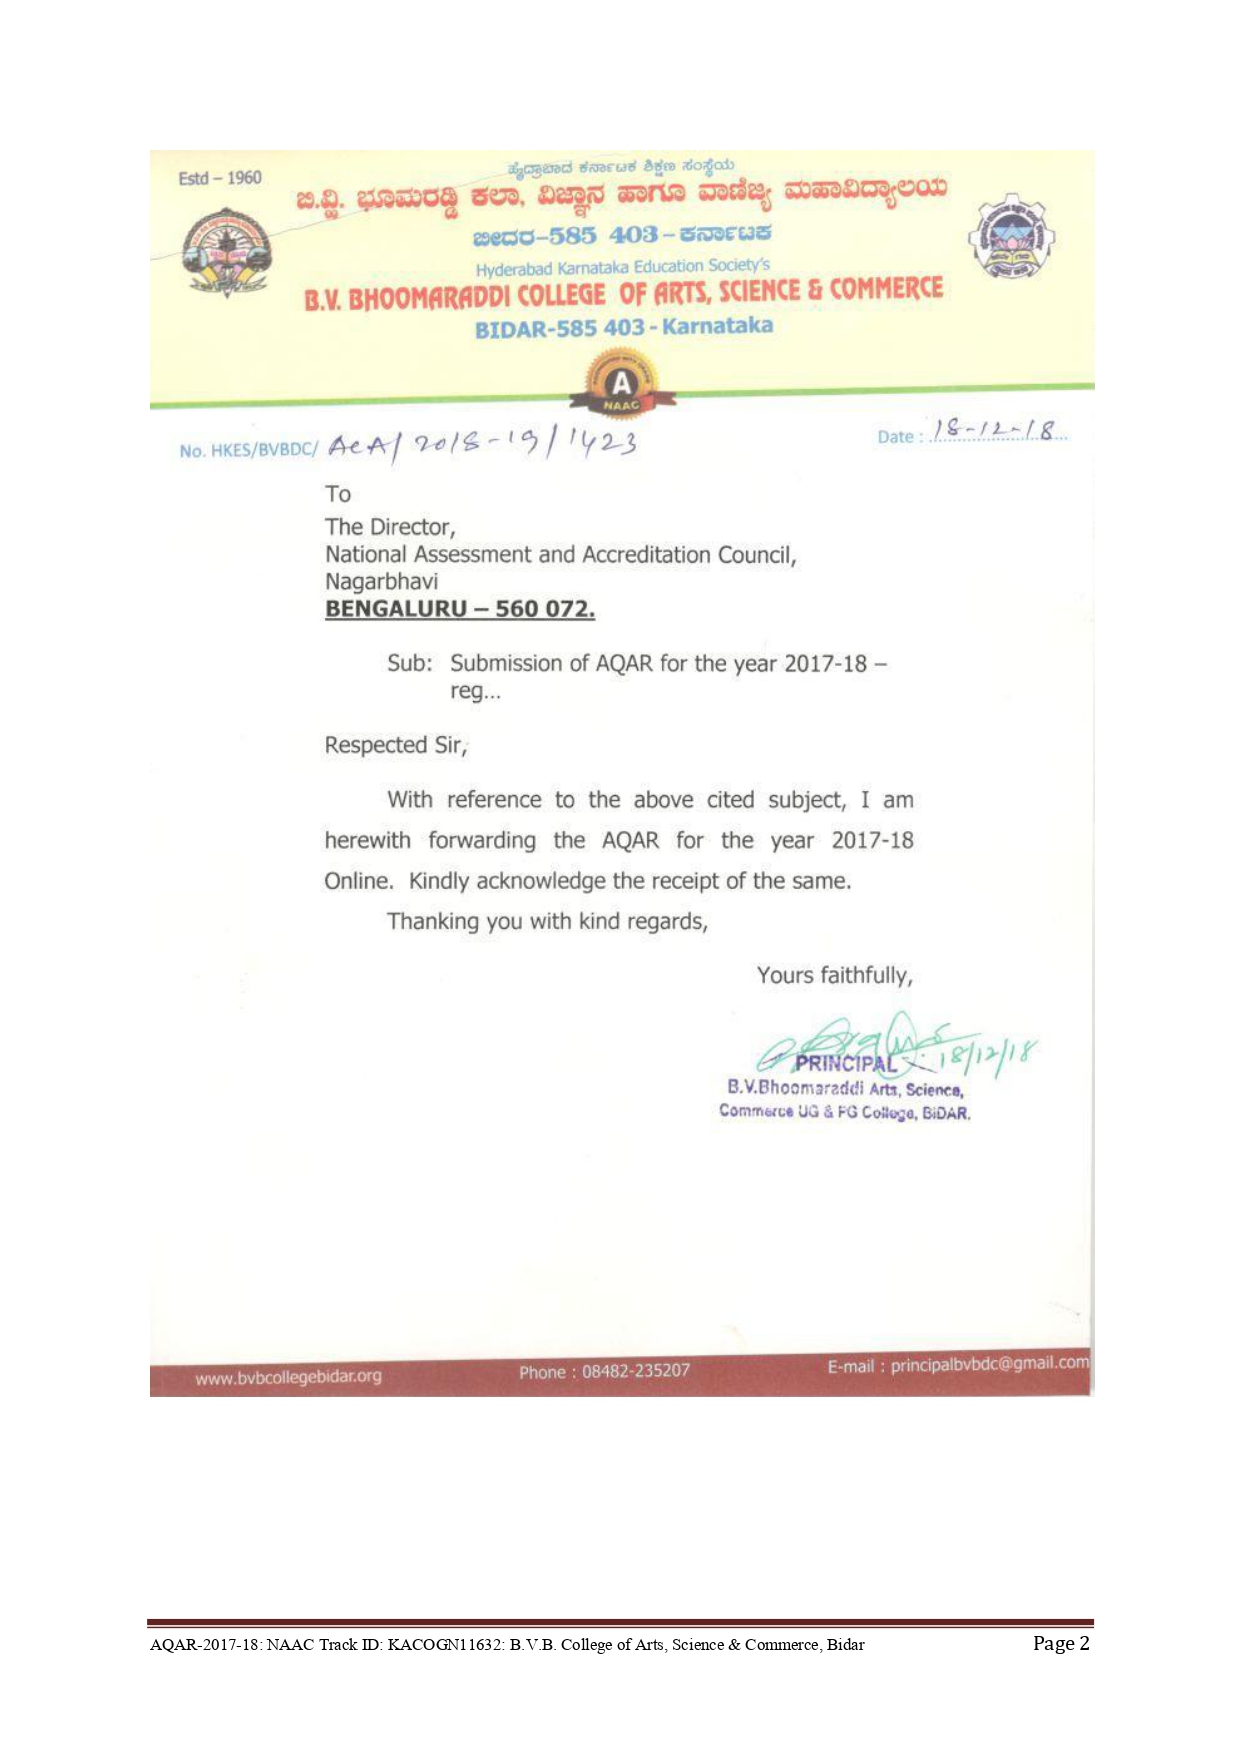 Estd – 1960
ಹೈದ್ರಾಬಾದ ಕರ್ನಾಟಕ ಶಿಕ್ಷಣ ಸಂಸ್ಥೆಯ
ಬಿ.ವ್ಹಿ. ಭೂಮರಡ್ಡಿ ಕಲಾ, ವಿಜ್ಞಾನ ಹಾಗೂ ವಾಣಿಜ್ಯ ಮಹಾವಿದ್ಯಾಲಯ
ಬೀದರ-585 403 - ಕರ್ನಾಟಕ
Hyderabad Karnataka Education Society's
B.V. BHOOMARADDI COLLEGE OF ARTS, SCIENCE & COMMERCE
BIDAR-585 403 - Karnataka
A
NAAC
No. HKES/BVBDC/ AcA/ 2018-19/1423
Date : 18-12-18
To
The Director,
National Assessment and Accreditation Council,
Nagarbhavi
BENGALURU – 560 072.
Sub: Submission of AQAR for the year 2017-18 –
reg...
Respected Sir,
With reference to the above cited subject, I am
herewith forwarding the AQAR for the year 2017-18
Online. Kindly acknowledge the receipt of the same.
Thanking you with kind regards,
Yours faithfully,
18/12/18
PRINCIPAL
B.V.Bhoomaraddi Arts, Science,
Commerce UG & PG College, BIDAR.
www.bvbcollegebidar.org
Phone : 08482-235207
E-mail : principalbvbdc@gmail.com
AQAR-2017-18: NAAC Track ID: KACOGN11632: B.V.B. College of Arts, Science & Commerce, Bidar
Page 2